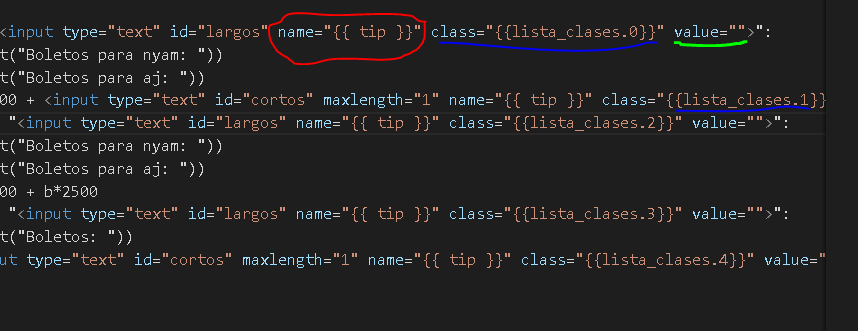 <input type="text" id="largos" name="{{ tip }}" class="{{lista_clases.0}}" value="">":
t("Boletos para nyam: "))
t("Boletos para aj: "))
00 + <input type="text" id="cortos" maxlength="1" name="{{ tip }}" class="{{lista_clases.1}}
"<input type="text" id="largos" name="{{ tip }}" class="{{lista_clases.2}}" value="">":
t("Boletos para nyam: "))
t("Boletos para aj: "))
00 + b*2500
"<input type="text" id="largos" name="{{ tip }}" class="{{lista_clases.3}}" value="">":
t("Boletos: "))
ut type="text" id="cortos" maxlength="1" name="{{ tip }}" class="{{lista_clases.4}}" value="